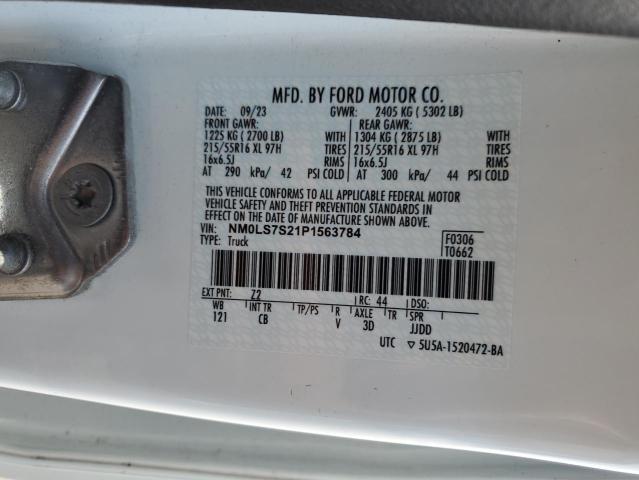 MFD. BY FORD MOTOR CO.
DATE: 09/23 GVWR: 2405 KG ( 5302 LB)
FRONT GAWR: REAR GAWR:
1225 KG ( 2700 LB) WITH 1304 KG ( 2875 LB) WITH
215/55R16 XL 97H TIRES 215/55R16 XL 97H TIRES
16x6.5J RIMS 16x6.5J RIMS
AT 290 kPa/ 42 PSI COLD AT 300 kPa/ 44 PSI COLD
THIS VEHICLE CONFORMS TO ALL APPLICABLE FEDERAL MOTOR
VEHICLE SAFETY AND THEFT PREVENTION STANDARDS IN
EFFECT ON THE DATE OF MANUFACTURE SHOWN ABOVE.
VIN: NM0LS7S21P1563784 F0306
TYPE: Truck T0662
EXT PNT: Z2 RC: 44 DSO:
WB INT TR TP/PS R AXLE TR SPR
121 CB V 3D JJDD
UTC ▽ 5U5A-1520472-BA